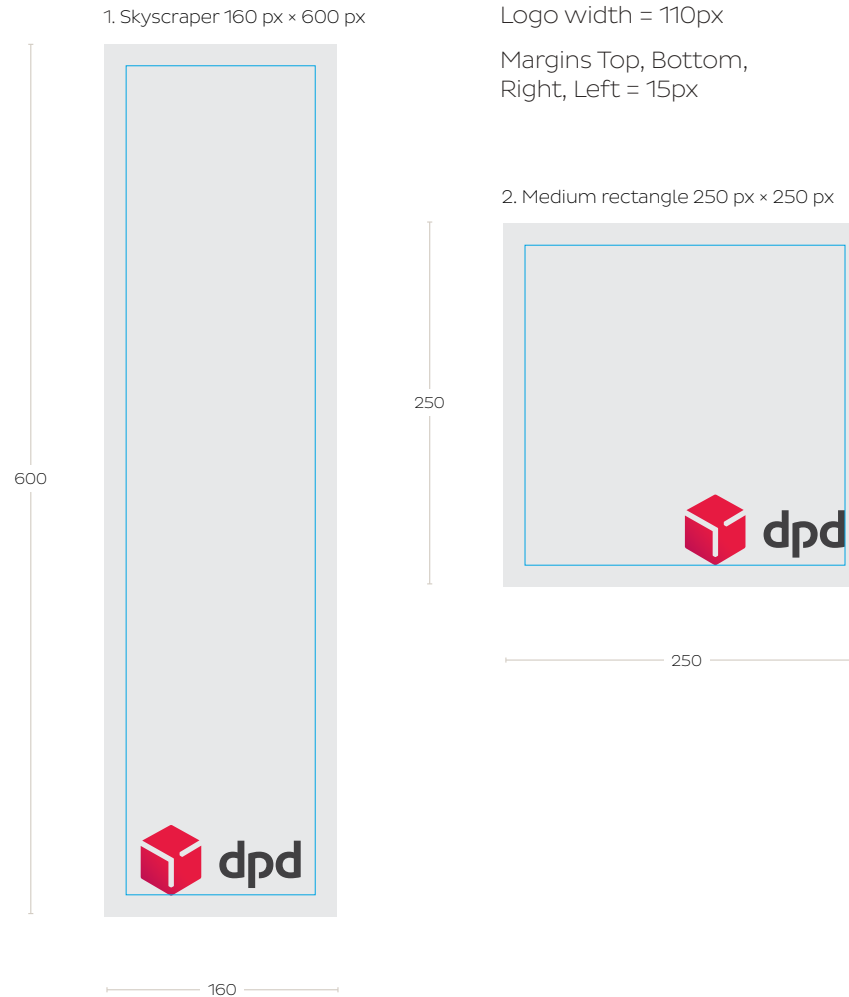 1. Skyscraper 160 px × 600 px
600
dpd
160
Logo width = 110px
Margins Top, Bottom,
Right, Left = 15px
2. Medium rectangle 250 px × 250 px
250
dpd
250